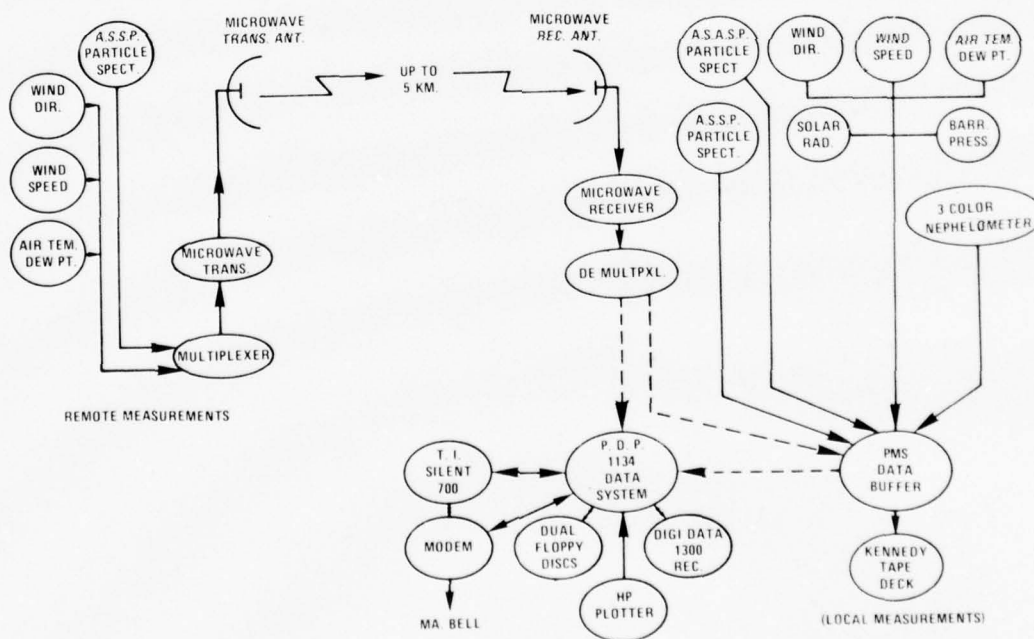 MICROWAVE
TRANS. ANT.
MICROWAVE
REC. ANT.
A.S.S.P.
PARTICLE
SPECT.
WIND
DIR.
WIND
SPEED
AIR TEM.
DEW PT.
MICROWAVE
TRANS.
MULTIPLEXER
REMOTE MEASUREMENTS
UP TO
5 KM.
MICROWAVE
RECEIVER
DE MULTPXL.
A.S.A.S.P.
PARTICLE
SPECT
A.S.S.P.
PARTICLE
SPECT.
WIND
DIR.
WIND
SPEED
AIR TEM.
DEW PT.
SOLAR
RAD.
BARR.
PRESS.
3 COLOR
NEPHELØMETER
T. I.
SILENT
700
P. D. P.
1134
DATA
SYSTEM
PMS
DATA
BUFFER
MODEM
DUAL
FLOPPY
DISCS
DIGI DATA
1300
REC.
HP
PLOTTER
KENNEDY
TAPE
DECK
MA. BELL
(LOCAL MEASUREMENTS)